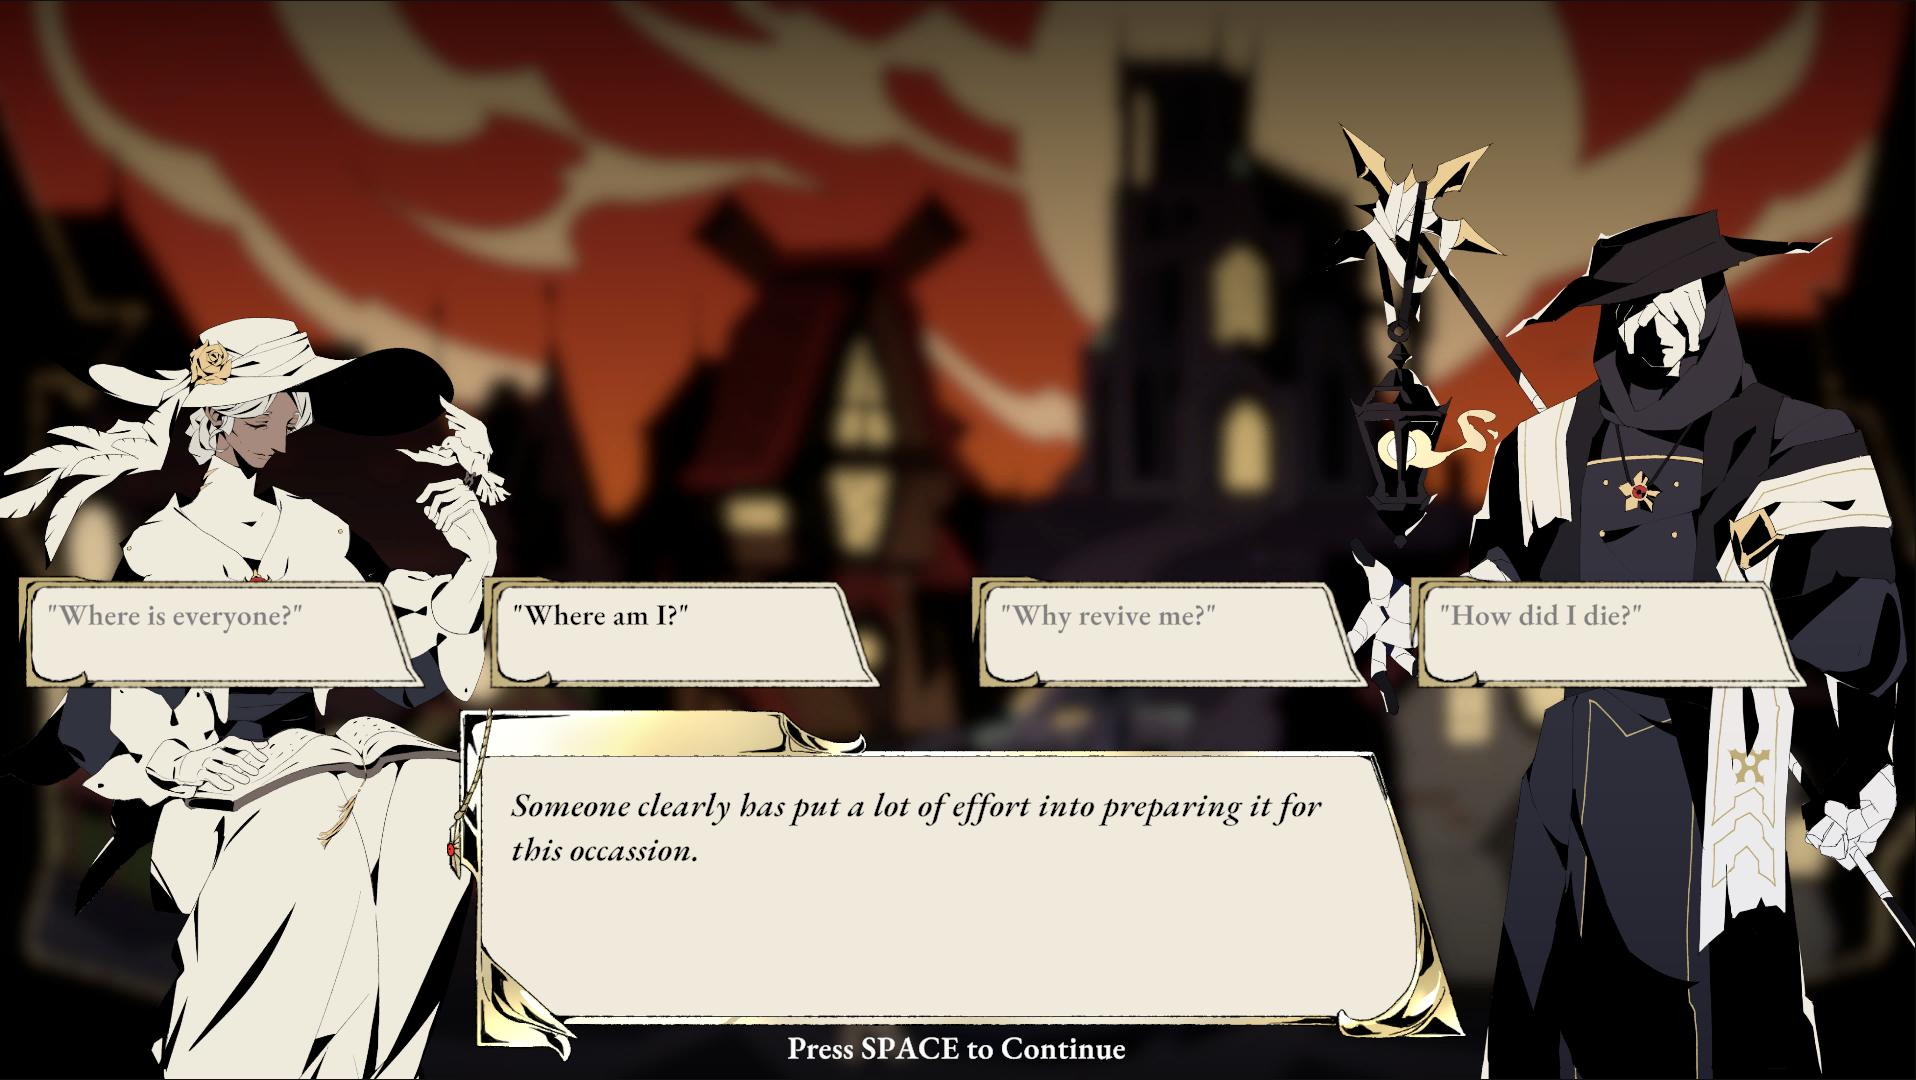 "Where is everyone?"
"Where am I?"
"Why revive me?"
"How did I die?"
Someone clearly has put a lot of effort into preparing it for
this occassion.
Press SPACE to Continue